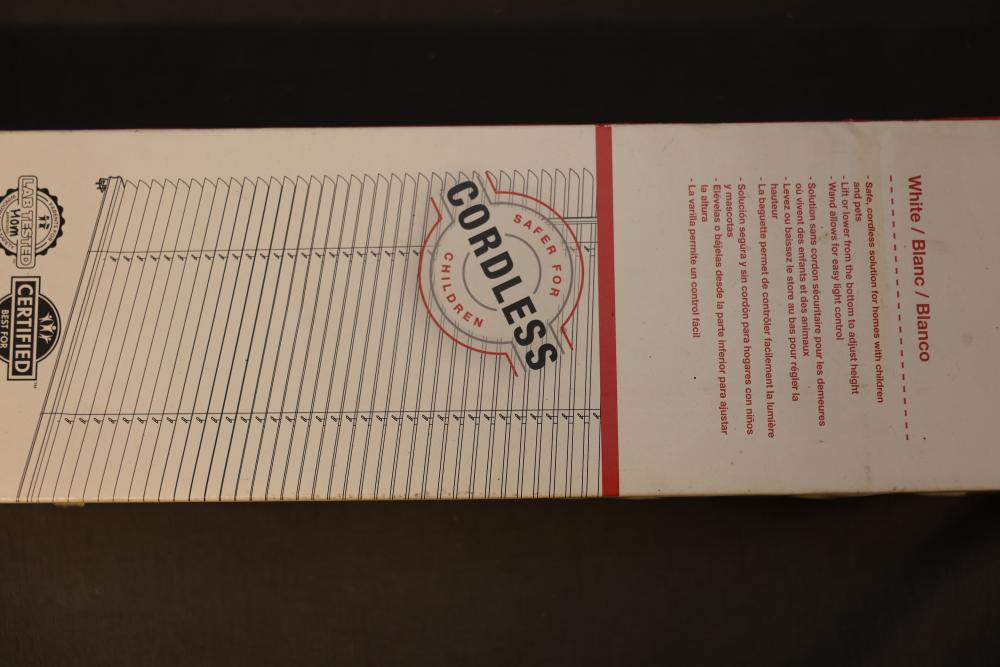 White / Blanc / Blanco
- Safe, cordless solution for homes with children
and pets
- Lift or lower from the bottom to adjust height
- Wand allows for easy light control
- Solution sans cordon sécuritaire pour les demeures
où vivent des enfants et des animaux
- Levez ou baissez le store au bas pour régler la
hauteur
- La baguette permet de contrôler facilement la lumière
- Solución segura y sin cordón para hogares con niños
y mascotas
- Elévelas o bájelas desde la parte inferior para ajustar
la altura
- La varilla permite un control fácil
SAFER FOR
CORDLESS
CHILDREN
LAB TESTED
Mom
CERTIFIED
BEST FOR
™